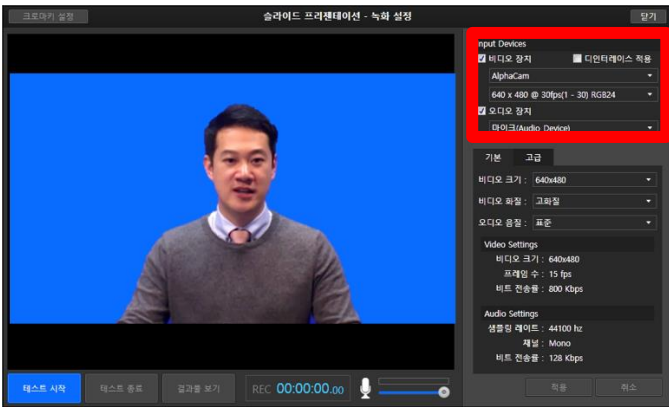 크로마키 설정
슬라이드 프리젠테이션 - 녹화 설정
닫기
Input Devices
비디오 장치
디인터레이스 적용
AlphaCam
640 x 480 @ 30fps(1 - 30) RGB24
오디오 장치
마이크(Audio Device)
기본 고급
비디오 크기 : 640x480
비디오 화질 : 고화질
오디오 음질 : 표준
Video Settings
비디오 크기 : 640x480
프레임 수 : 15 fps
비트 전송율 : 800 Kbps
Audio Settings
샘플링 레이트 : 44100 hz
채널 : Mono
비트 전송율 : 128 Kbps
테스트 시작
테스트 종료
결과물 보기
REC 00:00:00.00
적용
취소